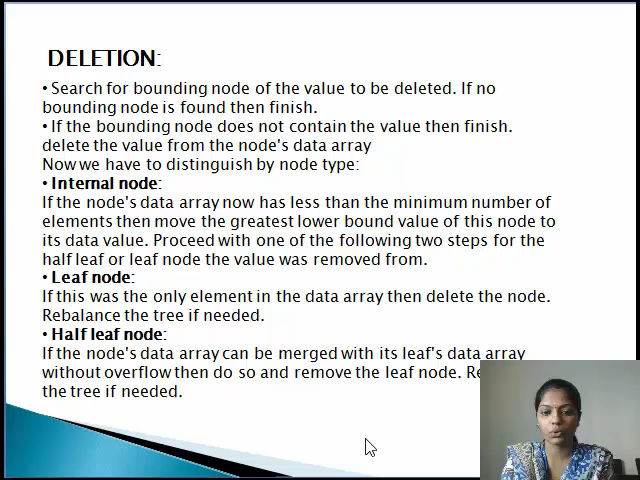 DELETION:
• Search for bounding node of the value to be deleted. If no
bounding node is found then finish.
• If the bounding node does not contain the value then finish.
delete the value from the node's data array
Now we have to distinguish by node type:
• Internal node:
If the node's data array now has less than the minimum number of
elements then move the greatest lower bound value of this node to
its data value. Proceed with one of the following two steps for the
half leaf or leaf node the value was removed from.
• Leaf node:
If this was the only element in the data array then delete the node.
Rebalance the tree if needed.
• Half leaf node:
If the node's data array can be merged with its leaf's data array
without overflow then do so and remove the leaf node.
the tree if needed.